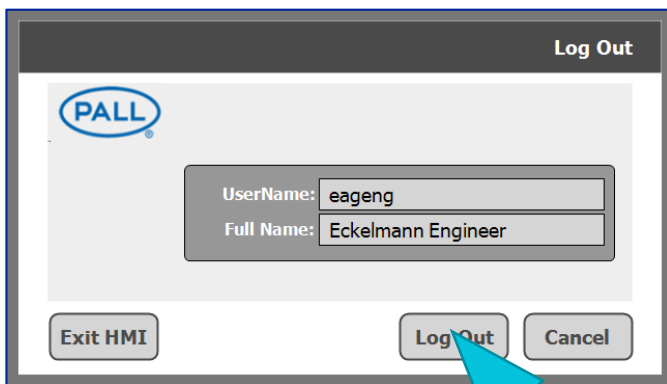 Log Out
PALL
®
UserName: eageng
Full Name: Eckelmann Engineer
Exit HMI Log Out Cancel